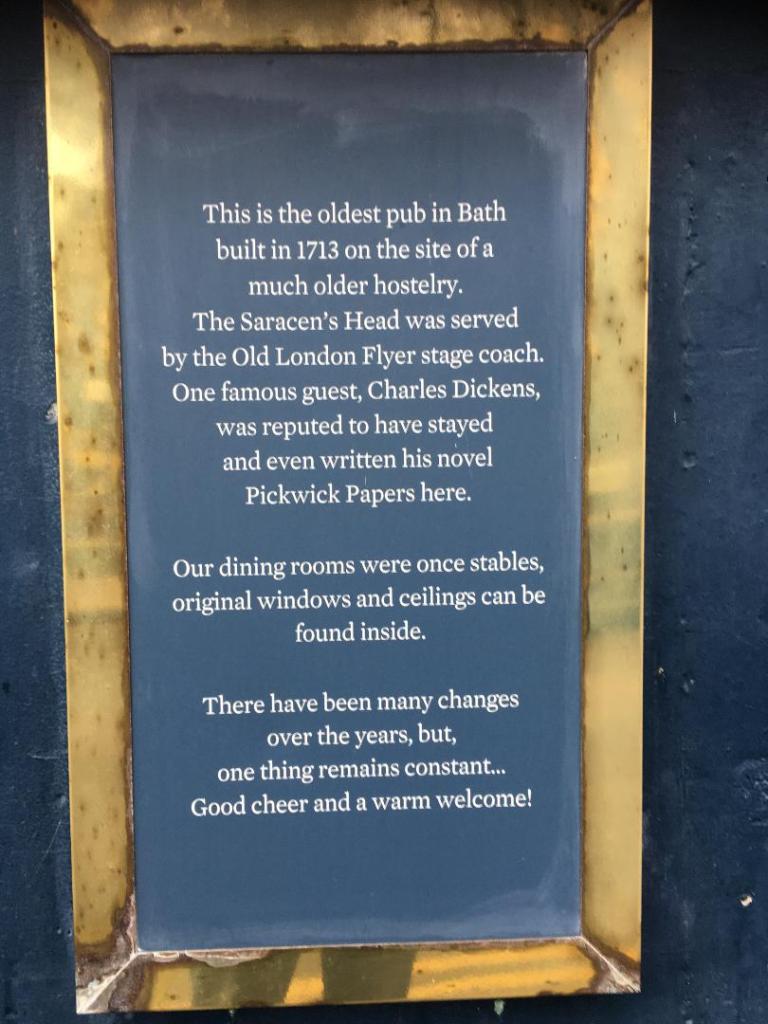 This is the oldest pub in Bath
built in 1713 on the site of a
much older hostelry.
The Saracen's Head was served
by the Old London Flyer stage coach.
One famous guest, Charles Dickens,
was reputed to have stayed
and even written his novel
Pickwick Papers here.
Our dining rooms were once stables,
original windows and ceilings can be
found inside.
There have been many changes
over the years, but,
one thing remains constant...
Good cheer and a warm welcome!